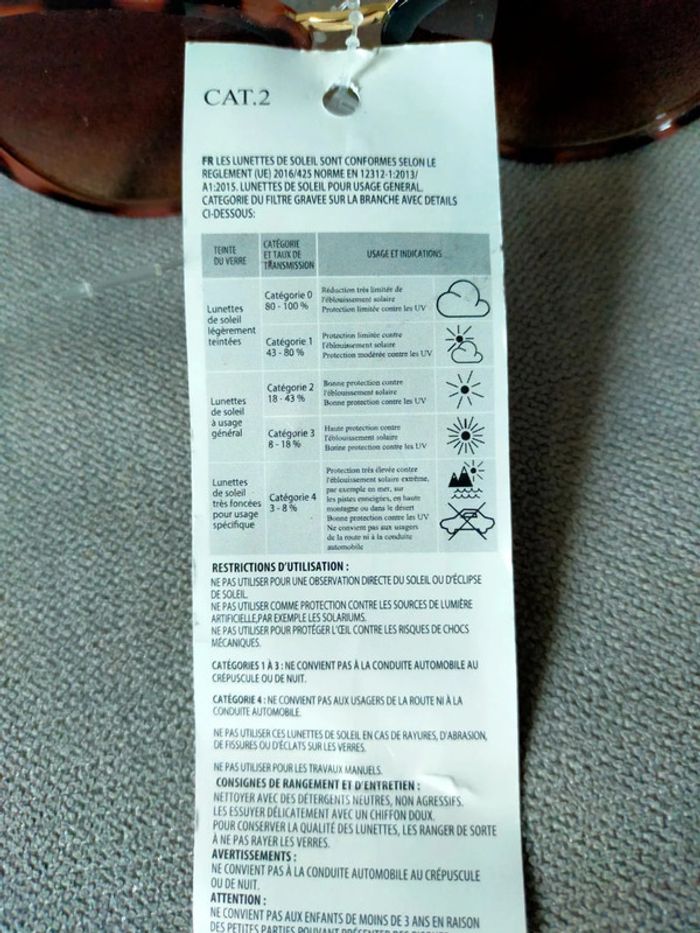 CAT.2
FR LES LUNETTES DE SOLEIL SONT CONFORMES SELON LE
REGLEMENT (UE) 2016/425 NORME EN 12312-1:2013/
A1:2015. LUNETTES DE SOLEIL POUR USAGE GENERAL.
CATEGORIE DU FILTRE GRAVEE SUR LA BRANCHE AVEC DETAILS
CI-DESSOUS:
TEINTE
DU VERRE
CATÉGORIE
ET TAUX DE
TRANSMISSION
USAGE ET INDICATIONS
Lunettes
de soleil
légèrement
teintées
Catégorie 0
80 - 100 %
Réduction très limitée de
l'éblouissement solaire
Protection limitée contre les UV
Catégorie 1
43 - 80 %
Protection limitée contre
l'éblouissement solaire
Protection modérée contre les UV
Lunettes
de soleil
à usage
général
Catégorie 2
18 - 43 %
Bonne protection contre
l'éblouissement solaire
Bonne protection contre les UV
Catégorie 3
8 - 18 %
Haute protection contre
l'éblouissement solaire
Bonne protection contre les UV
Lunettes
de soleil
très foncées
pour usage
spécifique
Catégorie 4
3 - 8 %
Protection très élevée contre
l'éblouissement solaire extrême,
par exemple en mer, sur
les pistes enneigées, en haute
montagne ou dans le désert
Bonne protection contre les UV
Ne convient pas aux usagers
de la route ni à la conduite
automobile
RESTRICTIONS D'UTILISATION :
NE PAS UTILISER POUR UNE OBSERVATION DIRECTE DU SOLEIL OU D'ÉCLIPSE
DE SOLEIL.
NE PAS UTILISER COMME PROTECTION CONTRE LES SOURCES DE LUMIÈRE
ARTIFICIELLE,PAR EXEMPLE LES SOLARIUMS.
NE PAS UTILISER POUR PROTÉGER L'ŒIL CONTRE LES RISQUES DE CHOCS
MÉCANIQUES.
CATÉGORIES 1 À 3 : NE CONVIENT PAS À LA CONDUITE AUTOMOBILE AU
CRÉPUSCULE OU DE NUIT.
CATÉGORIE 4 : NE CONVIENT PAS AUX USAGERS DE LA ROUTE NI À LA
CONDUITE AUTOMOBILE.
NE PAS UTILISER CES LUNETTES DE SOLEIL EN CAS DE RAYURES, D'ABRASION,
DE FISSURES OU D'ÉCLATS SUR LES VERRES.
NE PAS UTILISER POUR LES TRAVAUX MANUELS.
CONSIGNES DE RANGEMENT ET D'ENTRETIEN :
NETTOYER AVEC DES DÉTERGENTS NEUTRES, NON AGRESSIFS.
LES ESSUYER DÉLICATEMENT AVEC UN CHIFFON DOUX.
POUR CONSERVER LA QUALITÉ DES LUNETTES, LES RANGER DE SORTE
À NE PAS RAYER LES VERRES.
AVERTISSEMENTS :
NE CONVIENT PAS À LA CONDUITE AUTOMOBILE AU CRÉPUSCULE
OU DE NUIT.
ATTENTION :
NE CONVIENT PAS AUX ENFANTS DE MOINS DE 3 ANS EN RAISON
DES PETITES PARTIES POUVANT